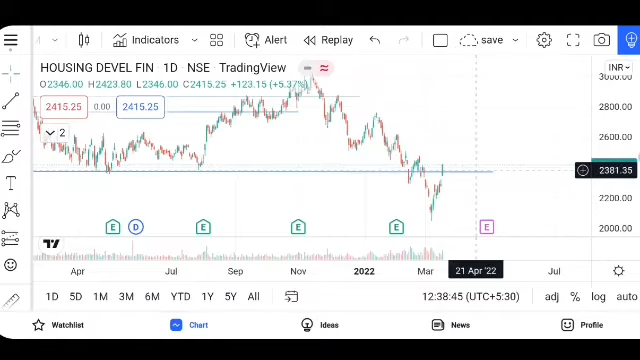 Indicators Alert Replay save
HOUSING DEVEL FIN · 1D · NSE · TradingView
INR
O2346.00 H2423.80 L2346.00 C2415.25 +123.15 (+5.37%)
3000.00
2415.25 0.00 2415.25
2800.00
2
2600.00
2381.35
2200.00
E D E E E E
2000.00
Apr Jul Sep Nov 2022 Mar 21 Apr '22 Jul
1D 5D 1M 3M 6M YTD 1Y 5Y All
12:38:45 (UTC+5:30) adj % log auto
Watchlist Chart Ideas News Profile